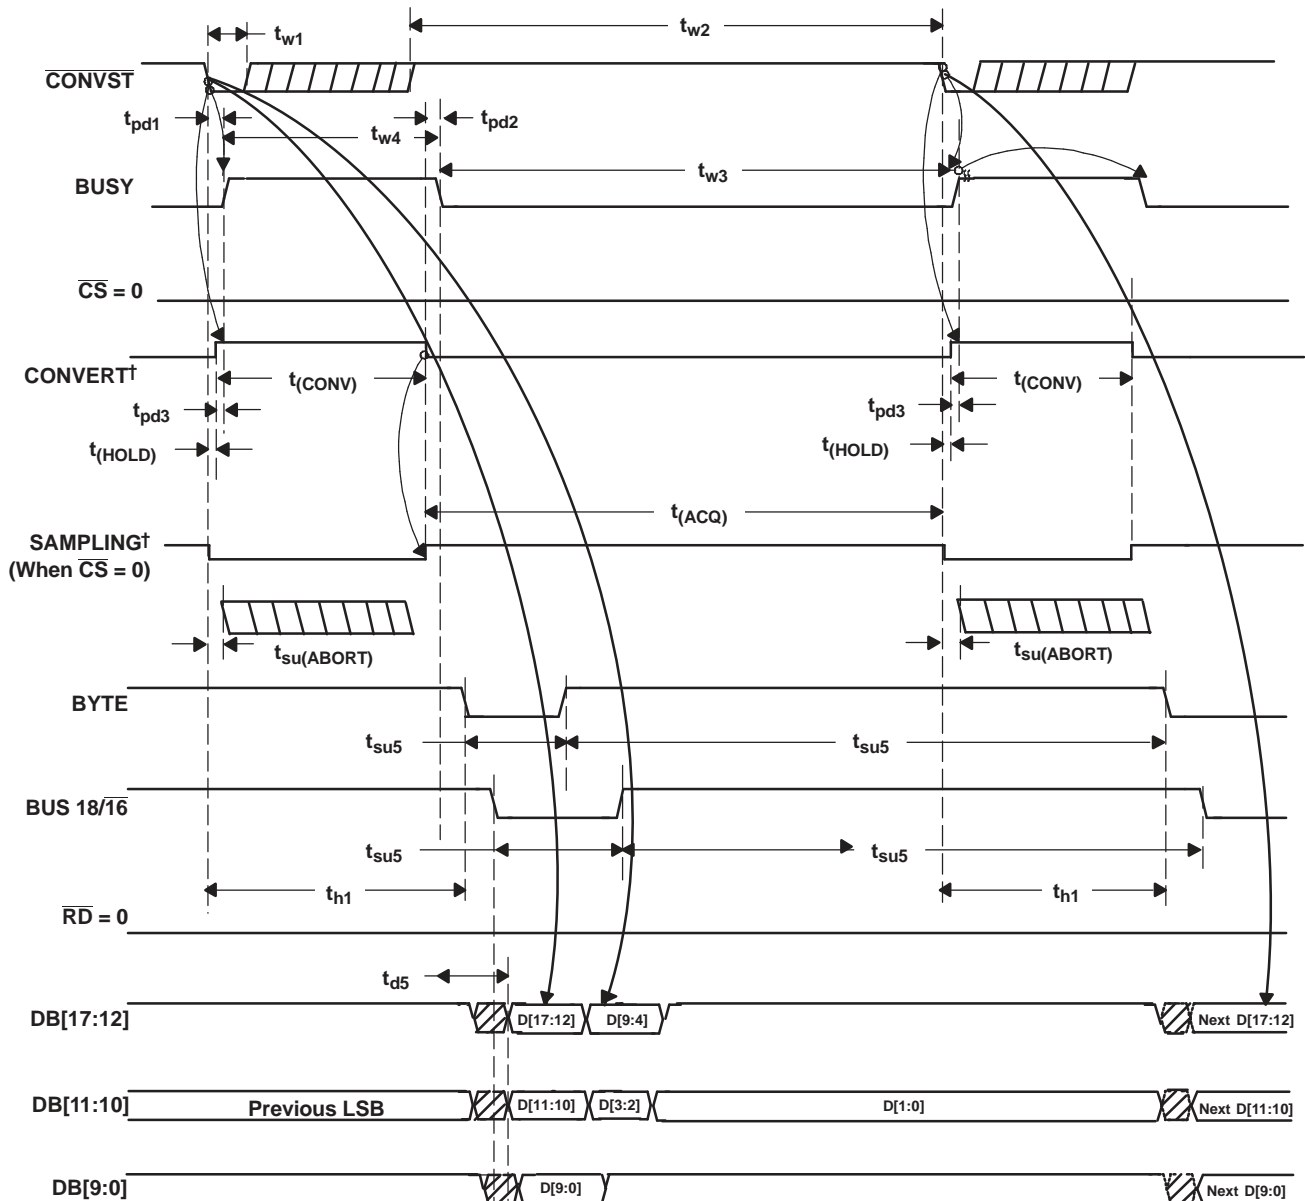 tw1
tw2
CONVST
tpd1
tw4
tpd2
tw3
BUSY
CS = 0
CONVERT†
t(CONV)
t(CONV)
tpd3
tpd3
t(HOLD)
t(HOLD)
t(ACQ)
SAMPLING†
(When CS = 0)
tsu(ABORT)
tsu(ABORT)
BYTE
tsu5
tsu5
BUS 18/16
tsu5
tsu5
th1
th1
RD = 0
td5
DB[17:12]
D[17:12]
D[9:4]
Next D[17:12]
DB[11:10]
Previous LSB
D[11:10]
D[3:2]
D[1:0]
Next D[11:10]
DB[9:0]
D[9:0]
Next D[9:0]